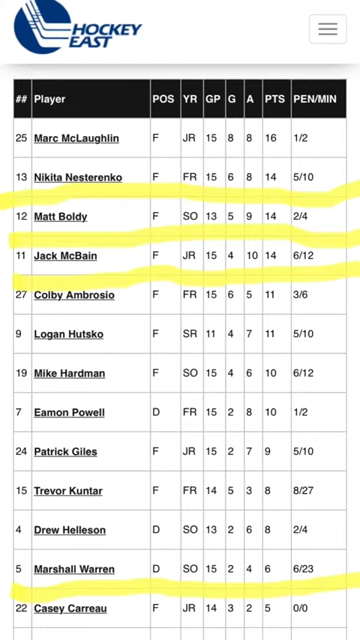 HOCKEY
EAST
## Player POS YR GP G A PTS PEN/MIN
25 Marc McLaughlin F JR 15 8 8 16 1/2
13 Nikita Nesterenko F FR 15 6 8 14 5/10
12 Matt Boldy F SO 13 5 9 14 2/4
11 Jack McBain F JR 15 4 10 14 6/12
27 Colby Ambrosio F FR 15 6 5 11 3/6
9 Logan Hutsko F SR 11 4 7 11 5/10
19 Mike Hardman F SO 15 4 6 10 6/12
7 Eamon Powell D FR 15 2 8 10 1/2
24 Patrick Giles F JR 15 2 7 9 5/10
15 Trevor Kuntar F FR 14 5 3 8 8/27
4 Drew Helleson D SO 13 2 6 8 2/4
5 Marshall Warren D SO 15 2 4 6 6/23
22 Casey Carreau F JR 14 3 2 5 0/0